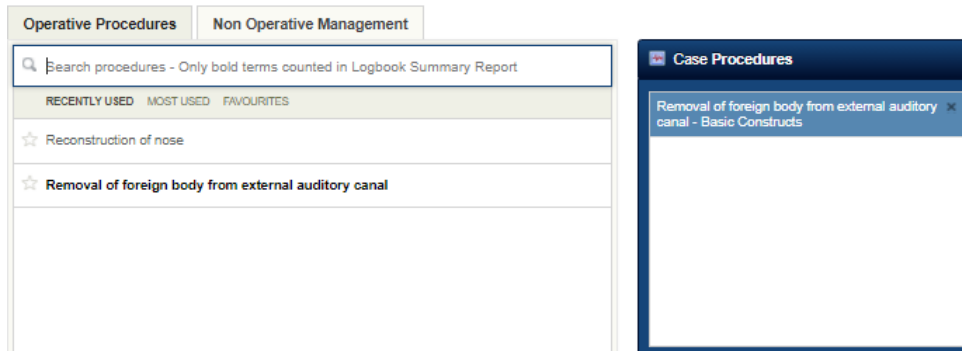 Operative Procedures
Non Operative Management
Search procedures - Only bold terms counted in Logbook Summary Report
RECENTLY USED MOST USED FAVOURITES
Reconstruction of nose
Removal of foreign body from external auditory canal
Case Procedures
Removal of foreign body from external auditory
canal - Basic Constructs